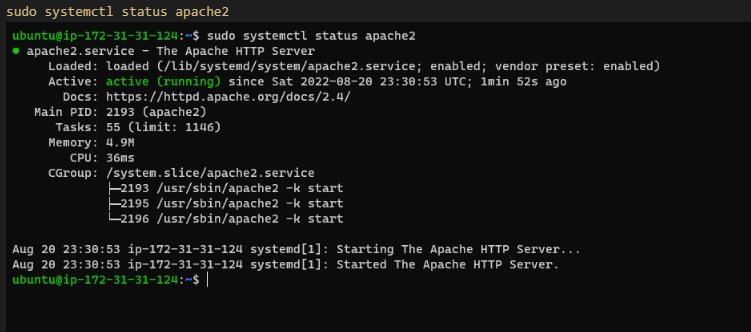 sudo systemctl status apache2
ubuntu@ip-172-31-31-124:~$ sudo systemctl status apache2
● apache2.service - The Apache HTTP Server
     Loaded: loaded (/lib/systemd/system/apache2.service; enabled; vendor preset: enabled)
     Active: active (running) since Sat 2022-08-20 23:30:53 UTC; 1min 52s ago
       Docs: https://httpd.apache.org/docs/2.4/
   Main PID: 2193 (apache2)
      Tasks: 55 (limit: 1146)
     Memory: 4.9M
        CPU: 36ms
     CGroup: /system.slice/apache2.service
             ├─2193 /usr/sbin/apache2 -k start
             ├─2195 /usr/sbin/apache2 -k start
             └─2196 /usr/sbin/apache2 -k start

Aug 20 23:30:53 ip-172-31-31-124 systemd[1]: Starting The Apache HTTP Server...
Aug 20 23:30:53 ip-172-31-31-124 systemd[1]: Started The Apache HTTP Server.
ubuntu@ip-172-31-31-124:~$